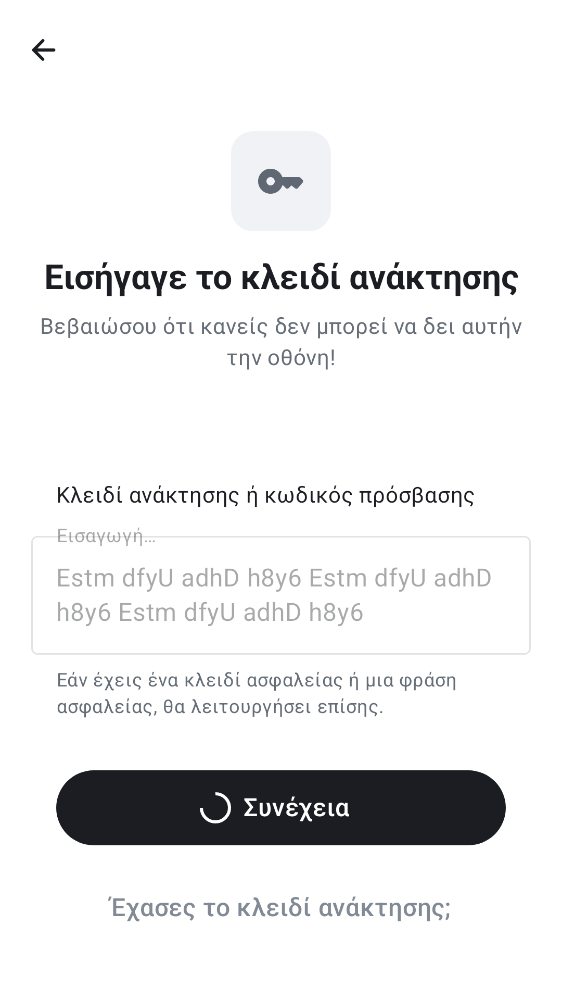 Εισήγαγε το κλειδί ανάκτησης
Βεβαιώσου ότι κανείς δεν μπορεί να δει αυτήν
την οθόνη!
Κλειδί ανάκτησης ή κωδικός πρόσβασης
Εισαγωγή…
Estm dfyU adhD h8y6 Estm dfyU adhD
h8y6 Estm dfyU adhD h8y6
Εάν έχεις ένα κλειδί ασφαλείας ή μια φράση
ασφαλείας, θα λειτουργήσει επίσης.
Συνέχεια
Έχασες το κλειδί ανάκτησης;